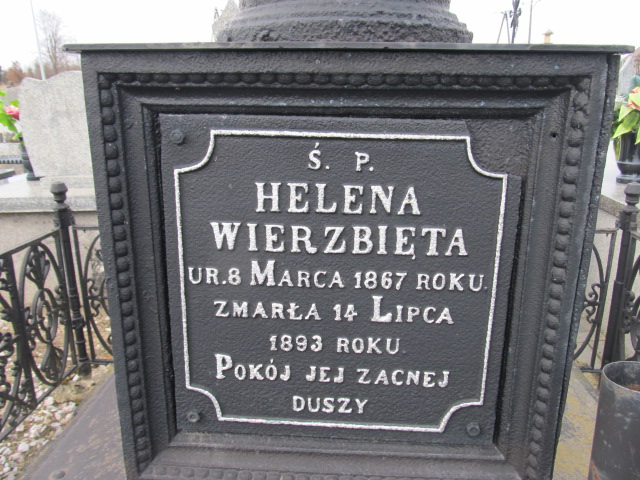 Ś. P.
HELENA
WIERZBIĘTA
UR. 8 MARCA 1867 ROKU.
ZMARŁA 14 LIPCA
1893 ROKU.
POKÓJ JEJ ZACNEJ
DUSZY